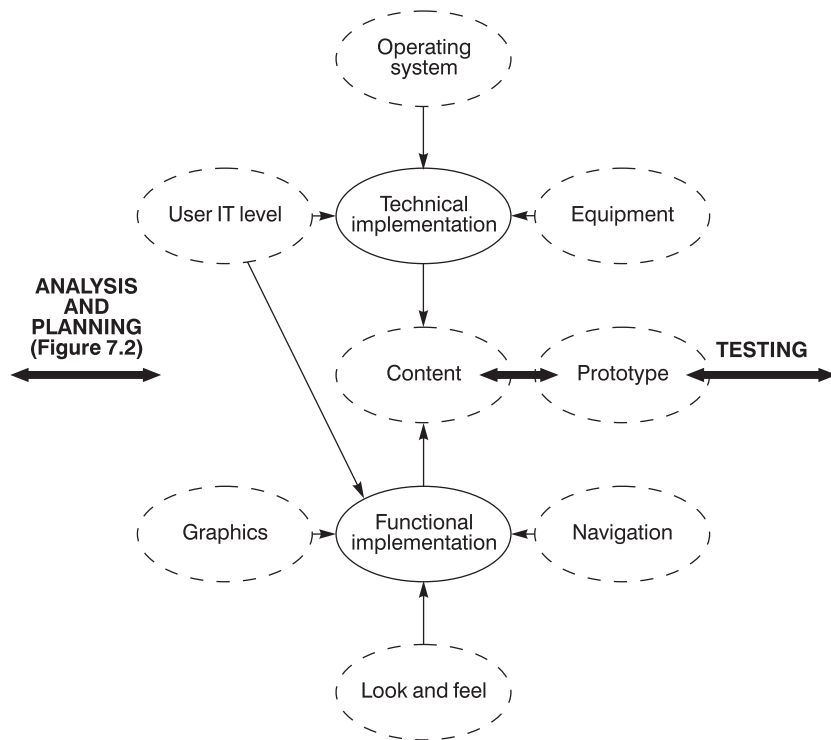 Operating
system
User IT level
Technical
implementation
Equipment
ANALYSIS
AND
PLANNING
(Figure 7.2)
Content
Prototype
TESTING
Graphics
Functional
implementation
Navigation
Look and feel